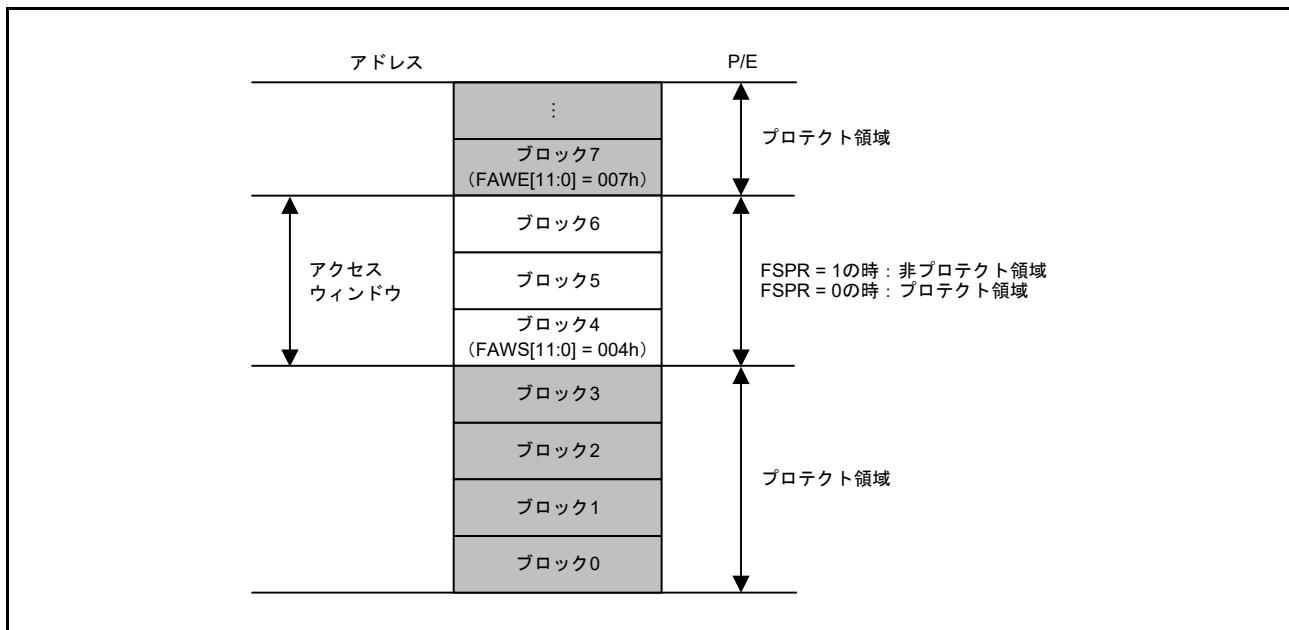 アドレス
P/E
⋮
プロテクト領域
ブロック7
（FAWE[11:0] = 007h）
ブロック6
アクセス
ウィンドウ
ブロック5
FSPR = 1の時：非プロテクト領域
FSPR = 0の時：プロテクト領域
ブロック4
（FAWS[11:0] = 004h）
ブロック3
ブロック2
プロテクト領域
ブロック1
ブロック0